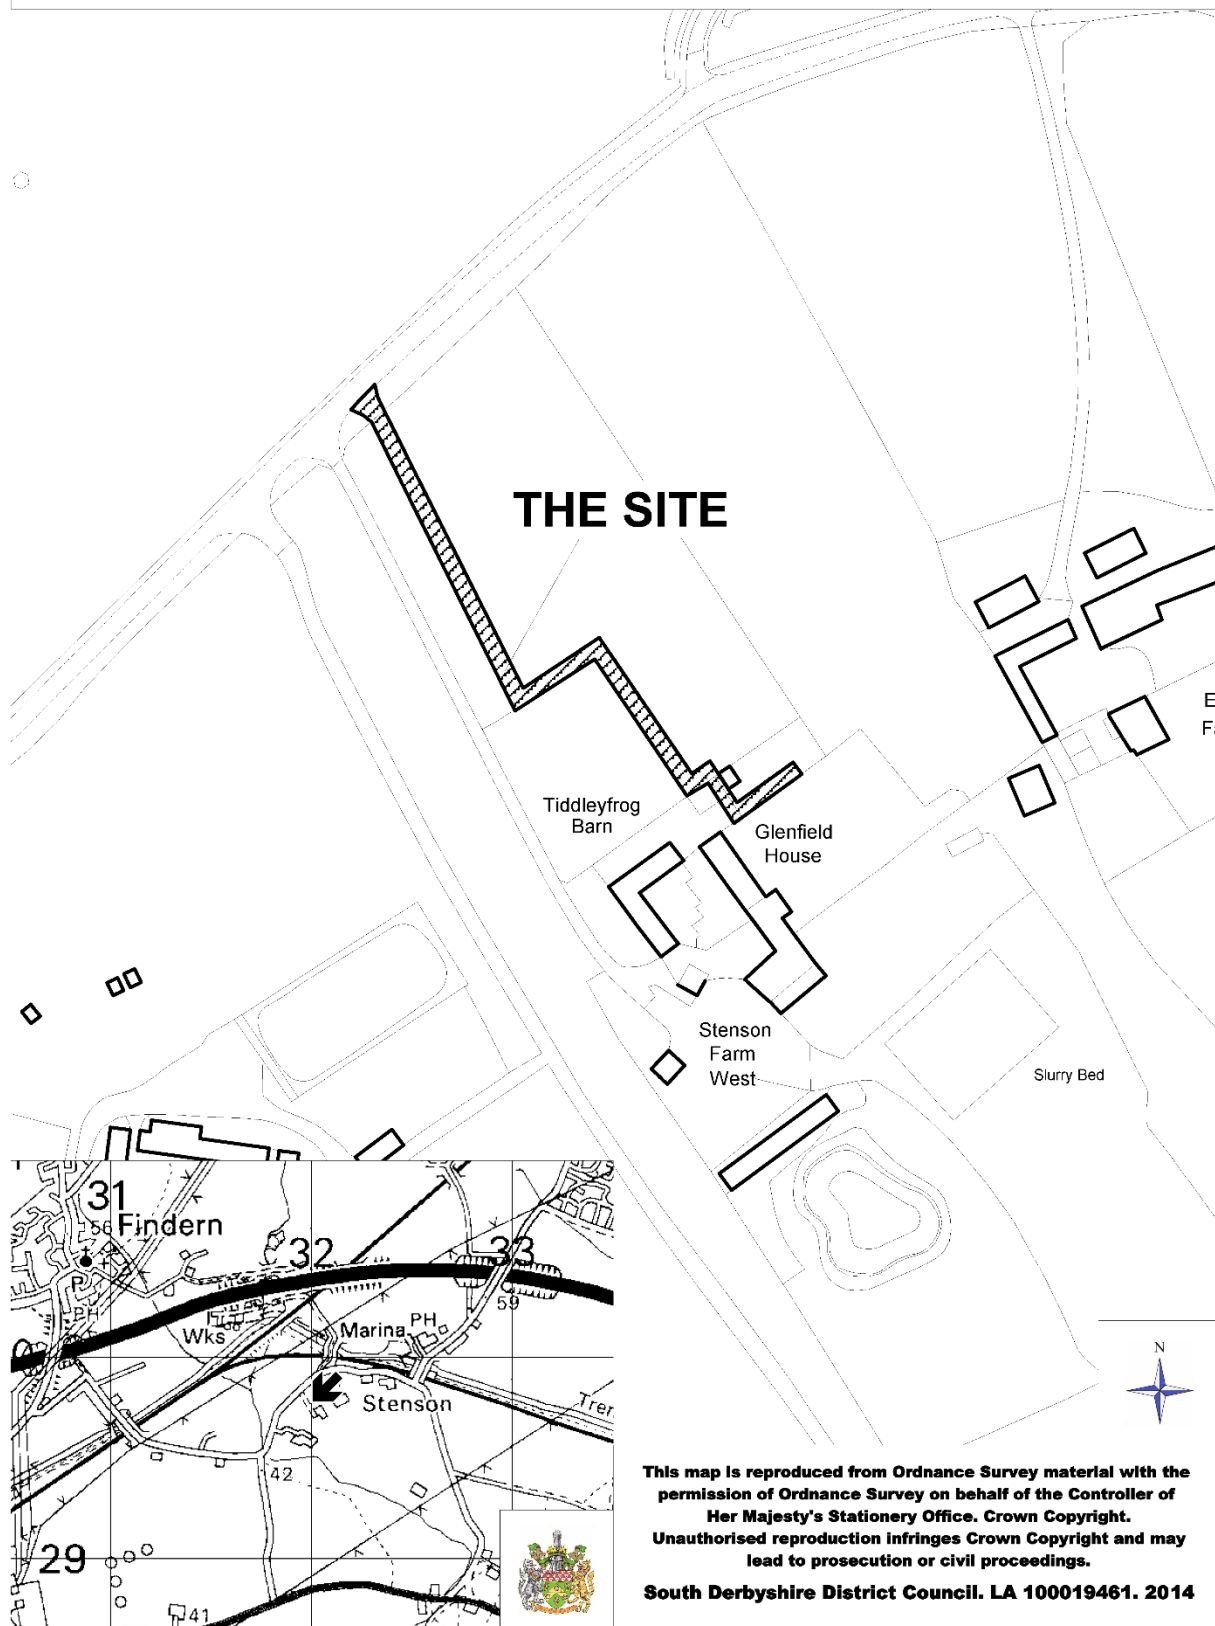 THE SITE
E
Fa
Tiddleyfrog
Barn
Glenfield
House
Stenson
Farm
West
Slurry Bed
31
56
Findern
32
33
P
PH
59
Wks
Marina
PH
Stenson
Tren
42
29
41
N
This map is reproduced from Ordnance Survey material with the
permission of Ordnance Survey on behalf of the Controller of
Her Majesty's Stationery Office. Crown Copyright.
Unauthorised reproduction infringes Crown Copyright and may
lead to prosecution or civil proceedings.
South Derbyshire District Council. LA 100019461. 2014